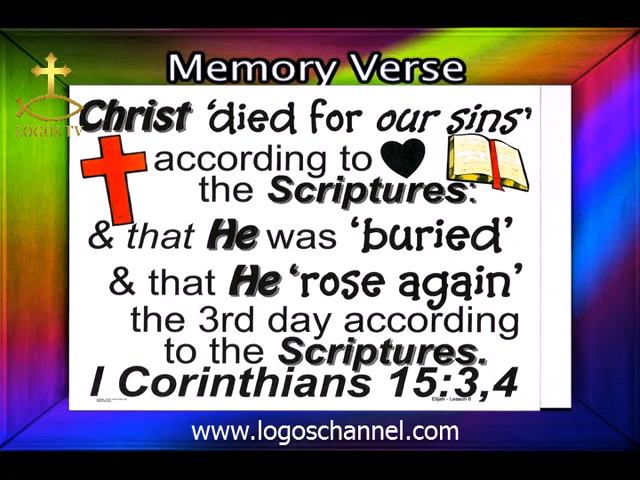 Memory Verse
LOGOS TV
Christ 'died for our sins'
according to
the Scriptures:
& that He was 'buried'
& that He 'rose again'
the 3rd day according
to the Scriptures.
I Corinthians 15:3,4
Elijah - Lesson 6
www.logoschannel.com